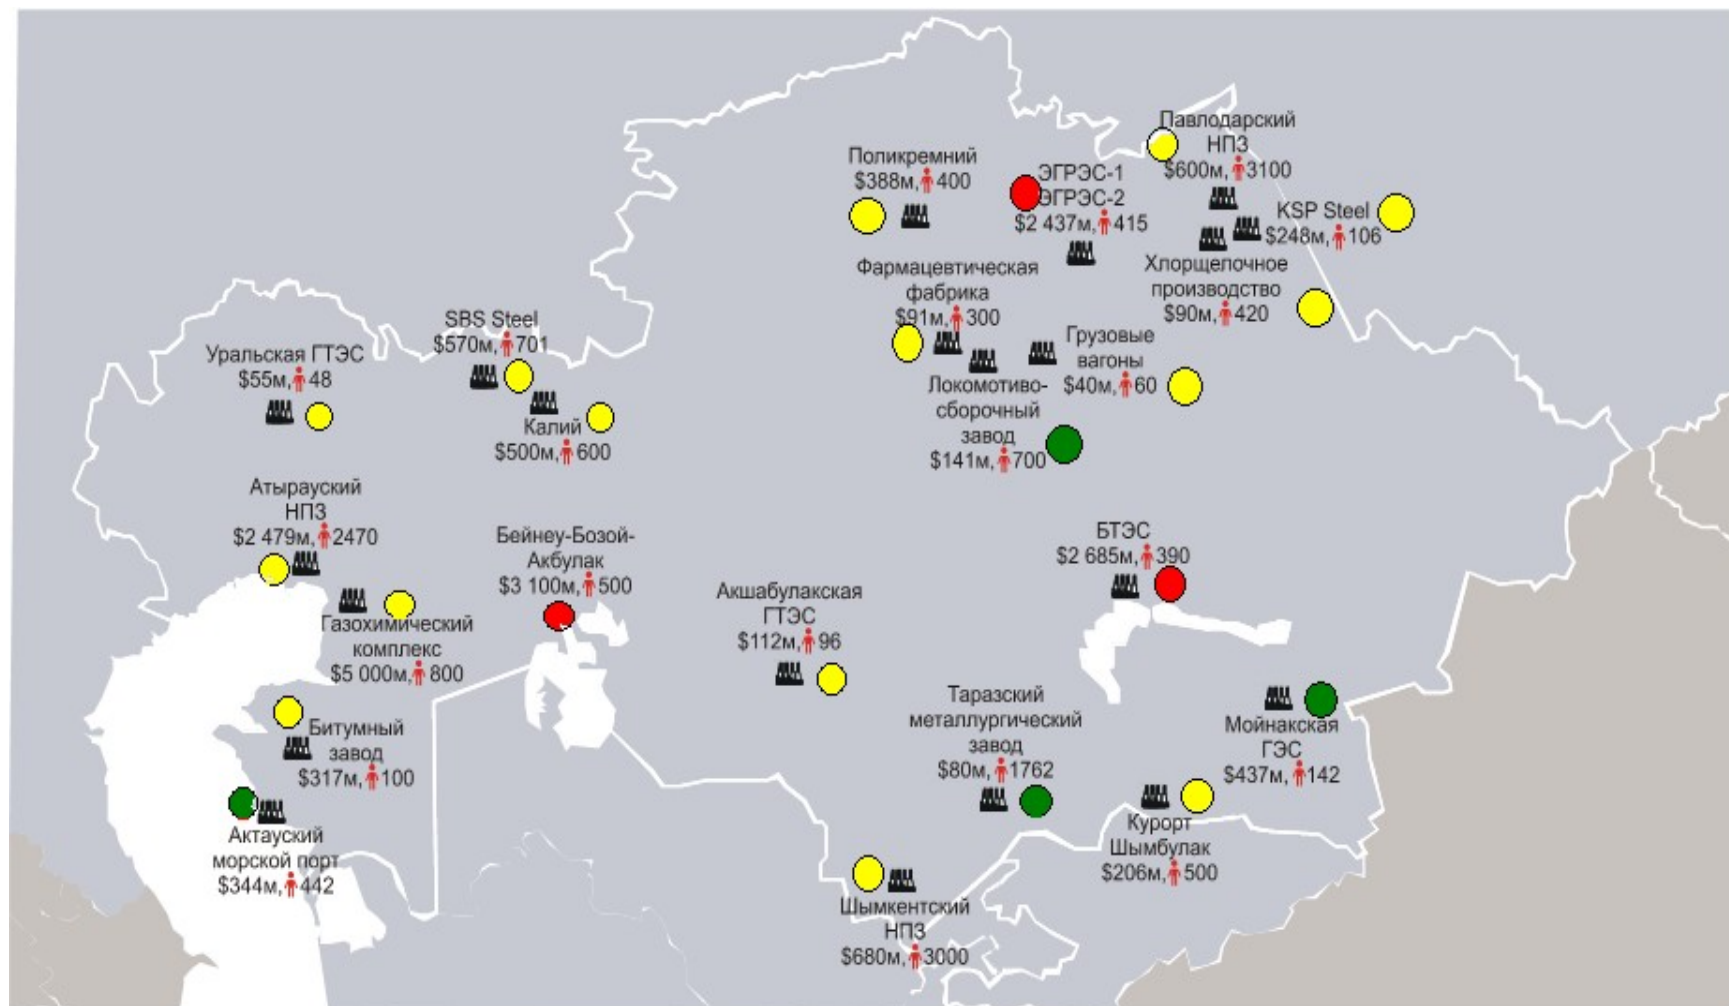 Павлодарский
НПЗ
$600м, 3100
Поликремний
$388м, 400
ЭГРЭС-1
ЭГРЭС-2
$2 437м, 415
KSP Steel
$248м, 106
Хлорщелочное
производство
$90м, 420
Фармацевтическая
фабрика
$91м, 300
Грузовые
вагоны
$40м, 60
Локомотиво-
сборочный
завод
$141м, 700
SBS Steel
$570м, 701
Уральская ГТЭС
$55м, 48
Калий
$500м, 600
Атырауский
НПЗ
$2 479м, 2470
Бейнеу-Бозой-
Акбулак
$3 100м, 500
БТЭС
$2 685м, 390
Акшабулакская
ГТЭС
$112м, 96
Газохимический
комплекс
$5 000м, 800
Таразский
металлургический
завод
$80м, 1762
Мойнакская
ГЭС
$437м, 142
Битумный
завод
$317м, 100
Актауский
морской порт
$344м, 442
Курорт
Шымбулак
$206м, 500
Шымкентский
НПЗ
$680м, 3000